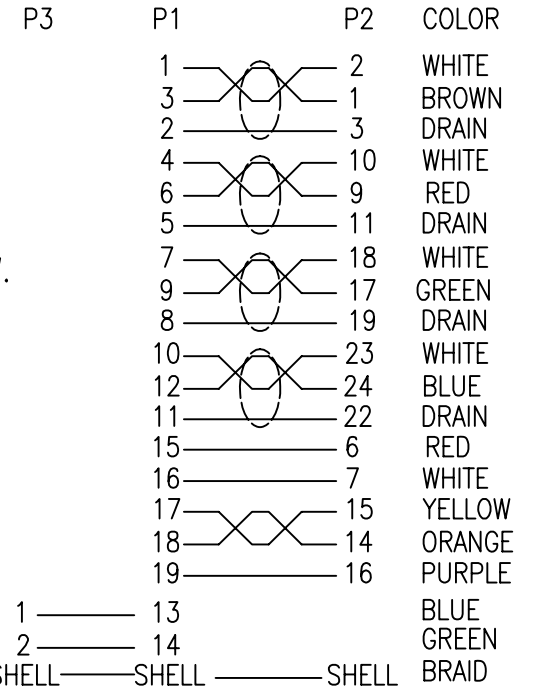 P3 P1 P2 COLOR
1 2 WHITE
3 1 BROWN
2 3 DRAIN
4 10 WHITE
6 9 RED
5 11 DRAIN
7 18 WHITE
9 17 GREEN
8 19 DRAIN
10 23 WHITE
12 24 BLUE
11 22 DRAIN
15 6 RED
16 7 WHITE
17 15 YELLOW
18 14 ORANGE
19 16 PURPLE
1 13 BLUE
2 14 GREEN
SHELL SHELL SHELL BRAID